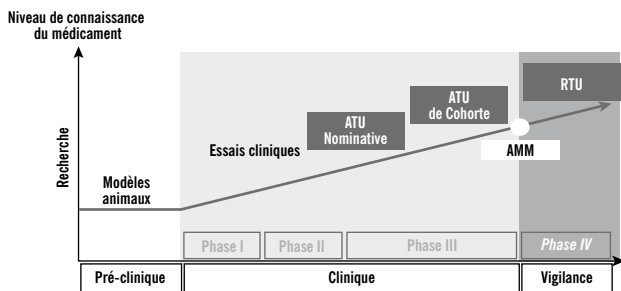 Niveau de connaissance
du médicament
Recherche
Modèles
animaux
Essais cliniques
ATU
Nominative
ATU
de Cohorte
RTU
AMM
Phase I
Phase II
Phase III
Phase IV
Pré-clinique
Clinique
Vigilance